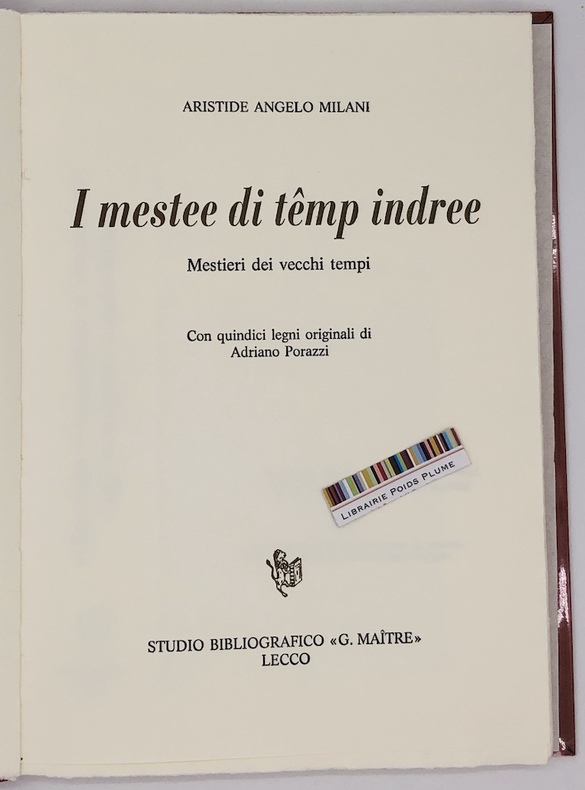 ARISTIDE ANGELO MILANI
I mestee di têmp indree
Mestieri dei vecchi tempi
Con quindici legni originali di
Adriano Porazzi
LIBRAIRIE POIDS PLUME
STUDIO BIBLIOGRAFICO «G. MAÎTRE»
LECCO